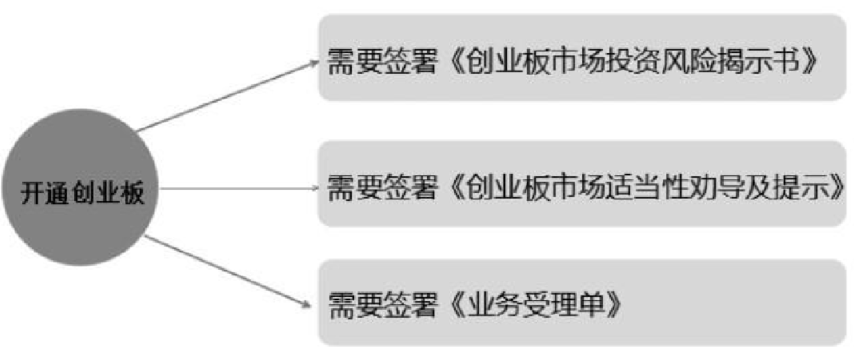 需要签署《创业板市场投资风险揭示书》
开通创业板
需要签署《创业板市场适当性劝导及提示》
需要签署《业务受理单》